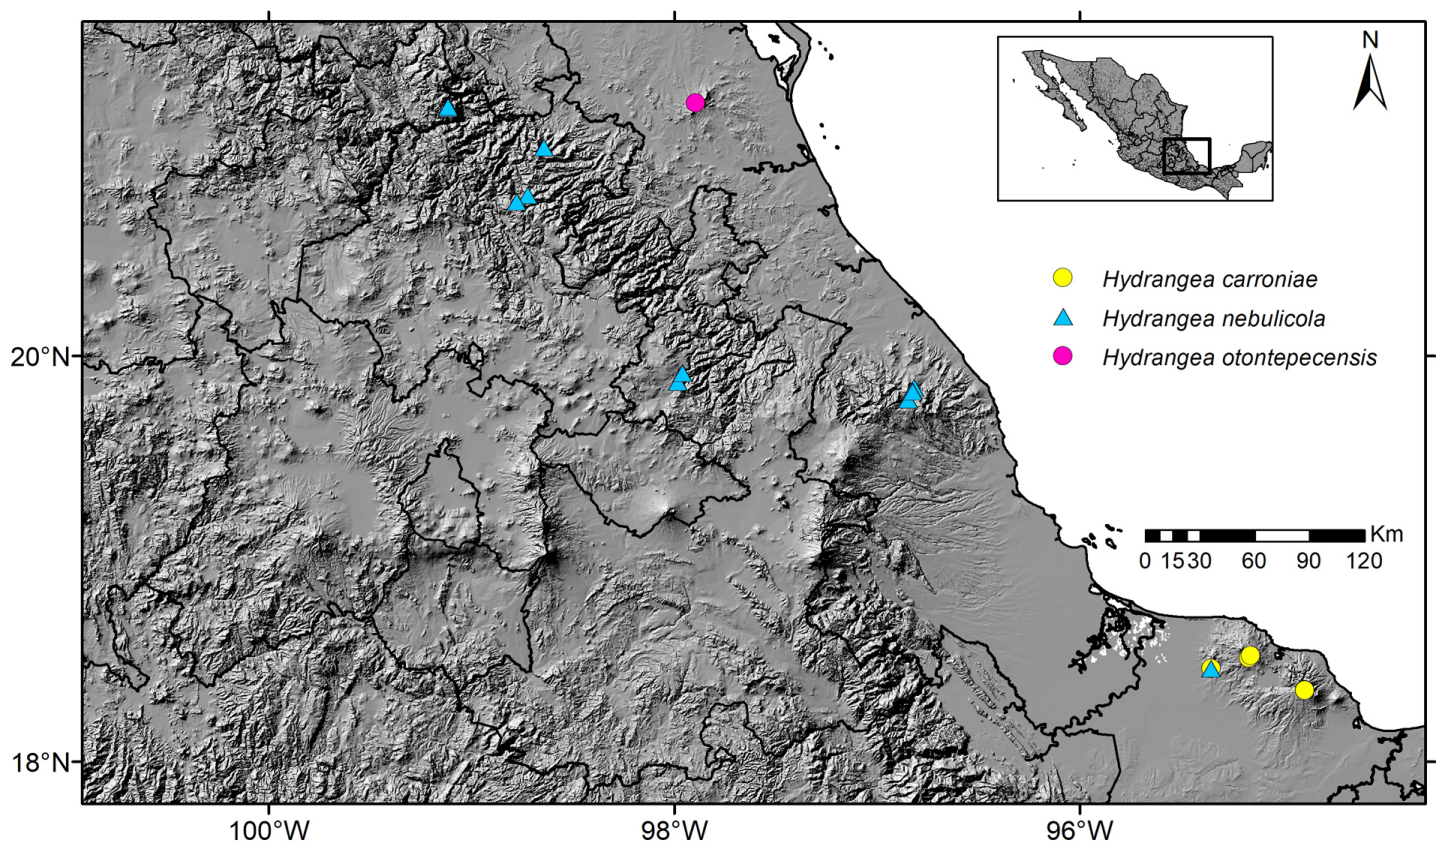 N
Hydrangea carroniae
Hydrangea nebulicola
Hydrangea otontepecensis
20°N
Km
0 15 30 60 90 120
18°N
100°W 98°W 96°W